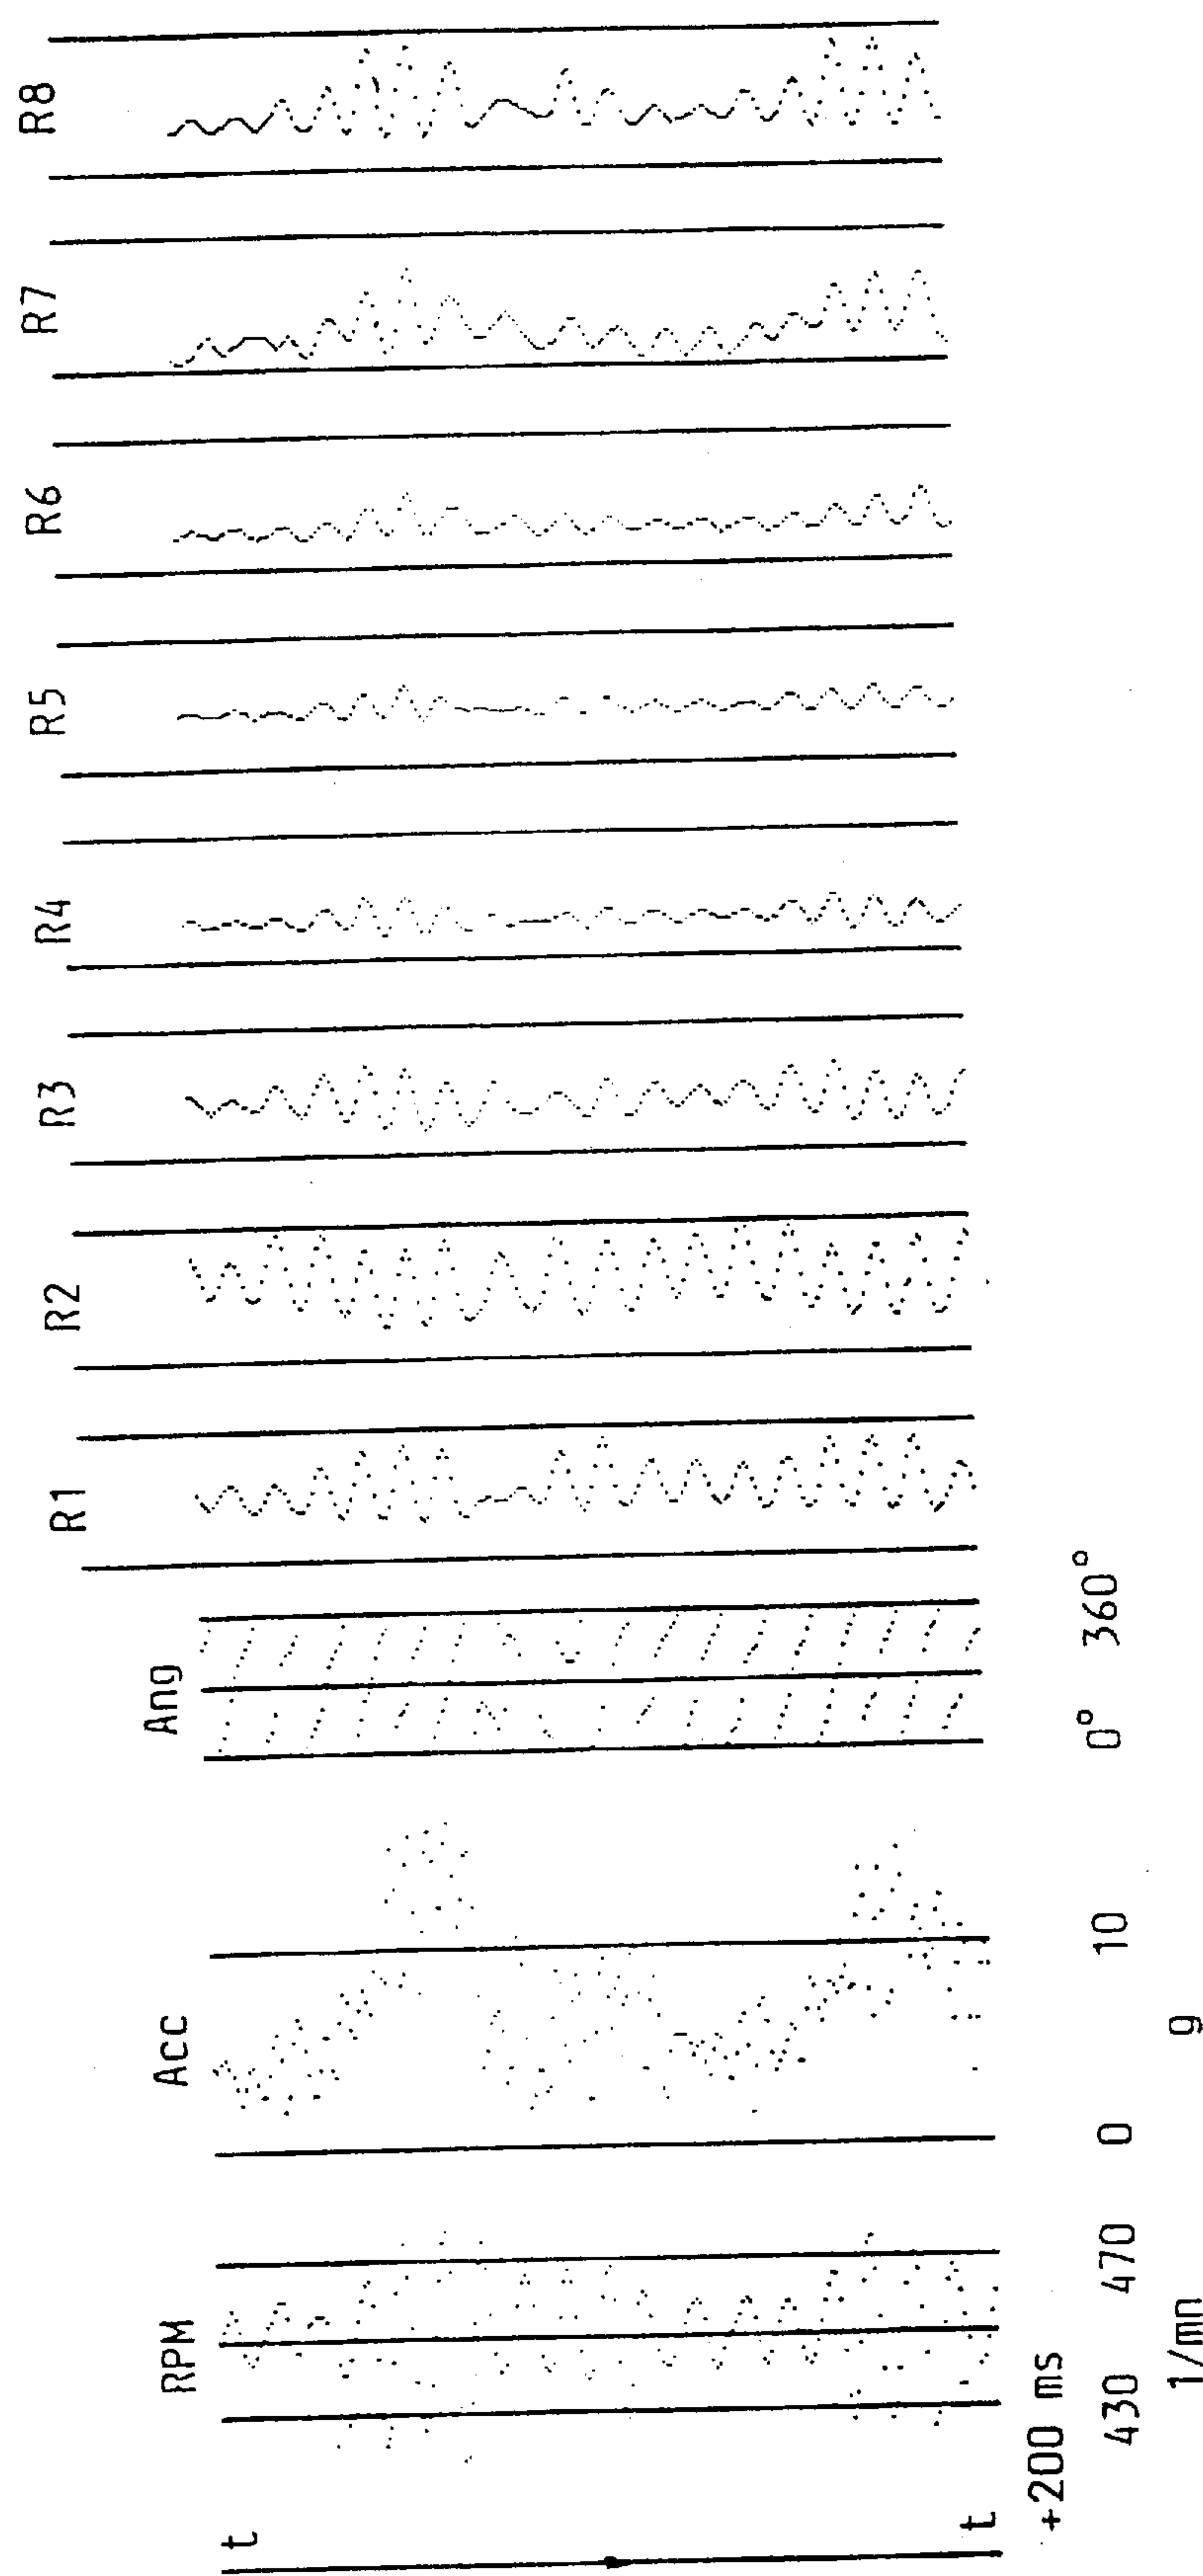 t
RPM
Acc
Ang
R1
R2
R3
R4
R5
R6
R7
R8
t
+200 ms
430 470
0 10
0° 360°
1/mn
g